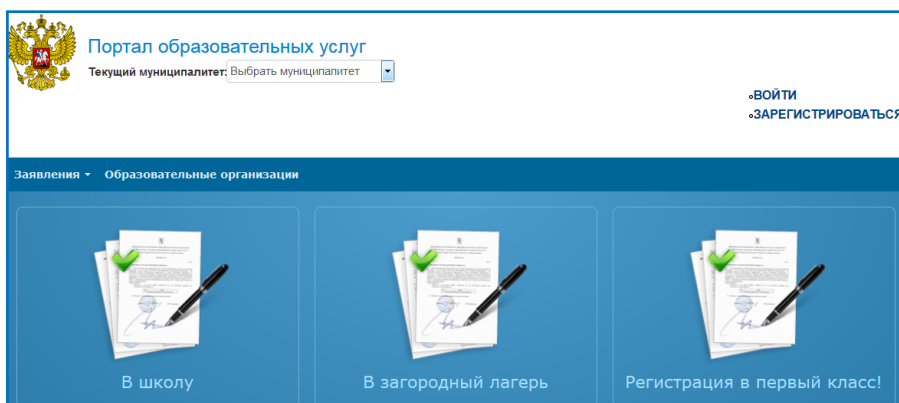 Портал образовательных услуг
Текущий муниципалитет: Выбрать муниципалитет
ВОЙТИ
ЗАРЕГИСТРИРОВАТЬСЯ
Заявления Образовательные организации
В школу
В загородный лагерь
Регистрация в первый класс!